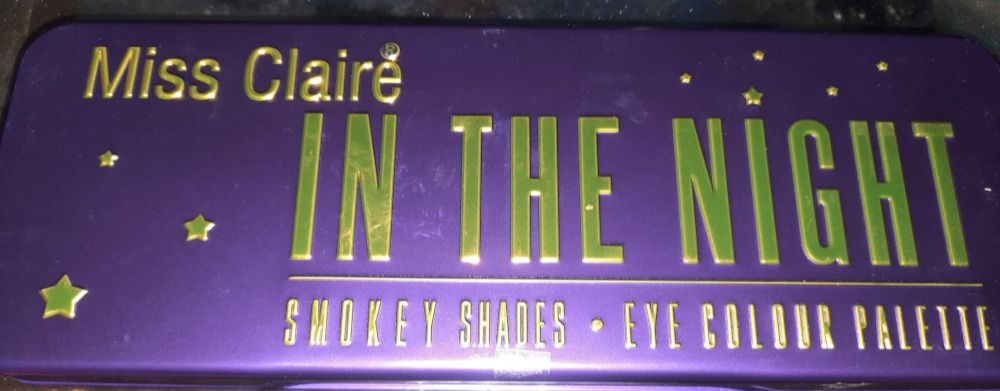 Miss Claire®
IN THE NIGHT
SMOKEY SHADES • EYE COLOUR PALETTE